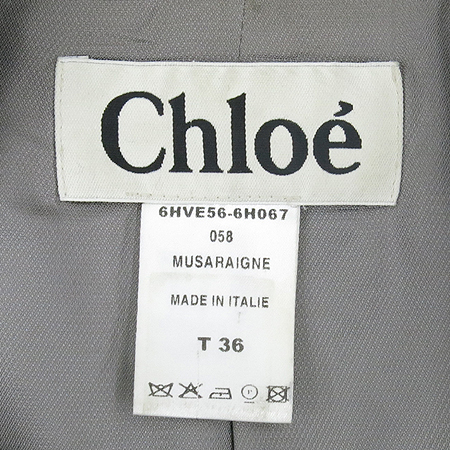 Chloé
6HVE56-6H067
058
MUSARAIGNE
MADE IN ITALIE
T 36